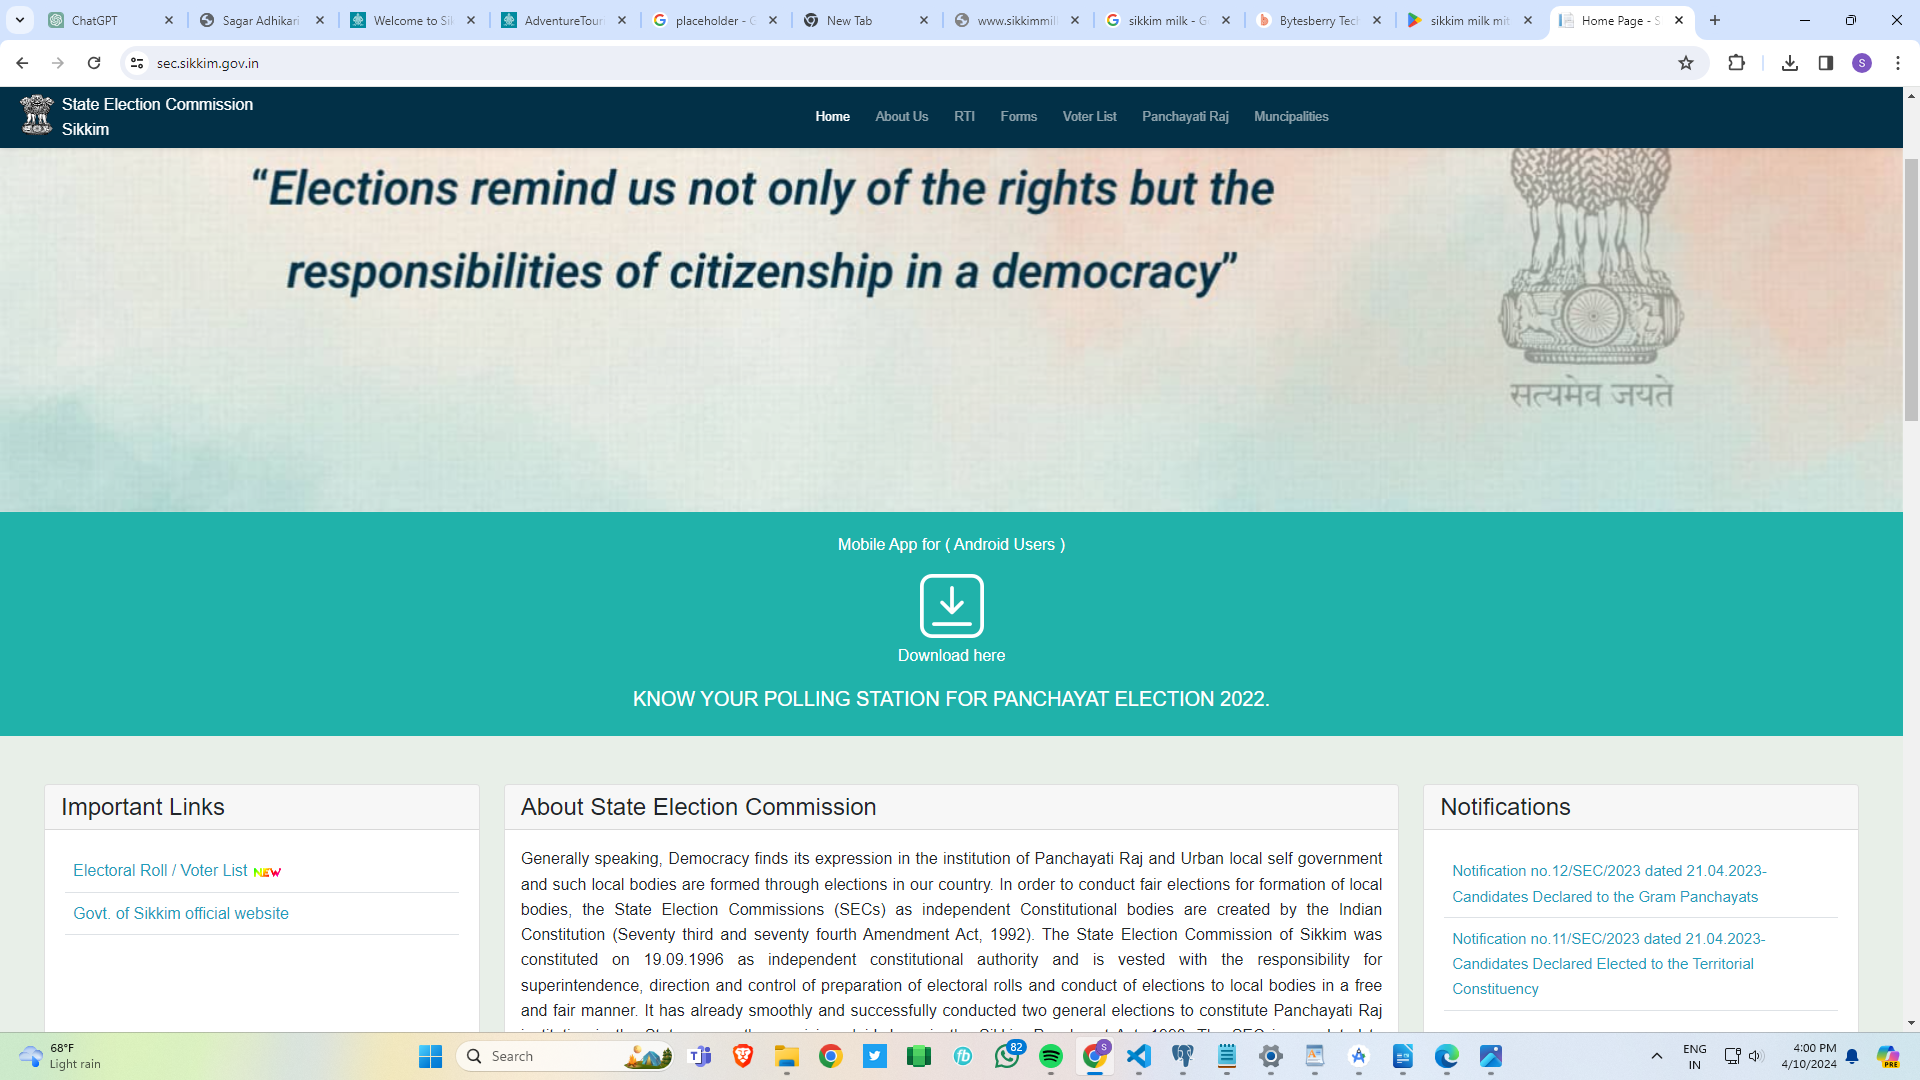 ChatGPT
Sagar Adhikari
Welcome to Sik
AdventureTour
placeholder - G
New Tab
www.sikkimmil
sikkim milk - G
Bytesberry Tec
sikkim milk mit
Home Page - S
sec.sikkim.gov.in
S
State Election Commission
Sikkim
Home
About Us
RTI
Forms
Voter List
Panchayati Raj
Muncipalities
“Elections remind us not only of the rights but the
responsibilities of citizenship in a democracy”
सत्यमेव जयते
Mobile App for ( Android Users )
Download here
KNOW YOUR POLLING STATION FOR PANCHAYAT ELECTION 2022.
Important Links
Electoral Roll / Voter List NEW
Govt. of Sikkim official website
About State Election Commission
Generally speaking, Democracy finds its expression in the institution of Panchayati Raj and Urban local self government
and such local bodies are formed through elections in our country. In order to conduct fair elections for formation of local
bodies, the State Election Commissions (SECs) as independent Constitutional bodies are created by the Indian
Constitution (Seventy third and seventy fourth Amendment Act, 1992). The State Election Commission of Sikkim was
constituted on 19.09.1996 as independent constitutional authority and is vested with the responsibility for
superintendence, direction and control of preparation of electoral rolls and conduct of elections to local bodies in a free
and fair manner. It has already smoothly and successfully conducted two general elections to constitute Panchayati Raj
Notifications
Notification no.12/SEC/2023 dated 21.04.2023-
Candidates Declared to the Gram Panchayats
Notification no.11/SEC/2023 dated 21.04.2023-
Candidates Declared Elected to the Territorial
Constituency
68°F
Light rain
Search
82
S
ENG
IN
4:00 PM
4/10/2024
PRE